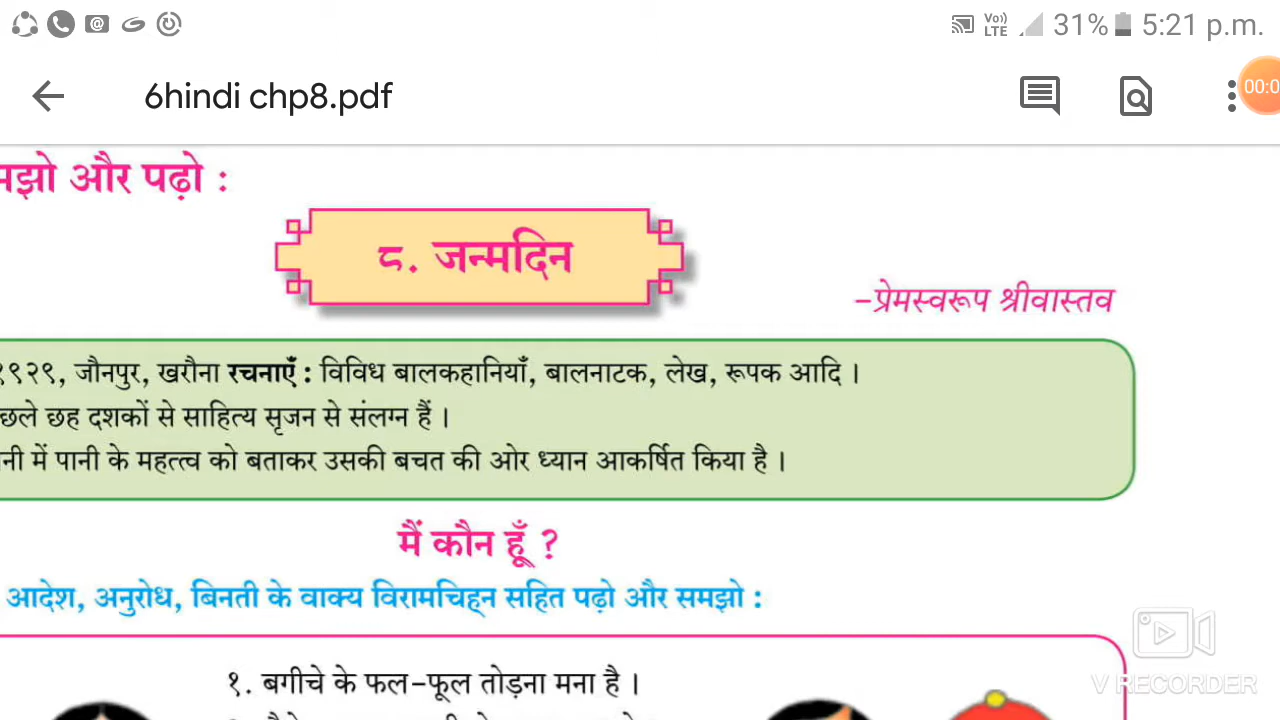 Vo)) LTE 31% 5:21 p.m.
6hindi chp8.pdf
00:0
मझो और पढ़ो :
८. जन्मदिन
-प्रेमस्वरूप श्रीवास्तव
१९२९, जौनपुर, खरौना रचनाएँ : विविध बालकहानियाँ, बालनाटक, लेख, रूपक आदि ।
छले छह दशकों से साहित्य सृजन से संलग्न हैं ।
नी में पानी के महत्त्व को बताकर उसकी बचत की ओर ध्यान आकर्षित किया है ।
मैं कौन हूँ ?
आदेश, अनुरोध, बिनती के वाक्य विरामचिह्न सहित पढ़ो और समझो :
१. बगीचे के फल-फूल तोड़ना मना है ।
V RECORDER